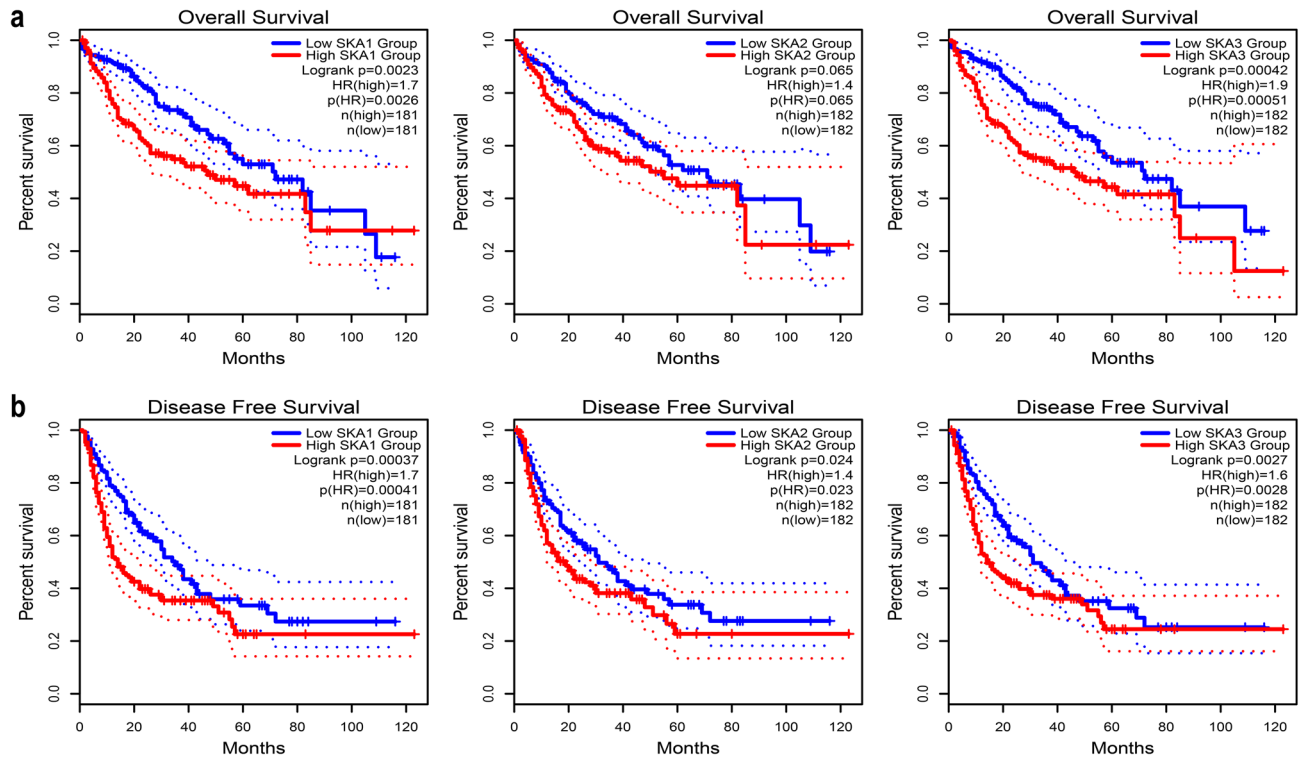 a
Overall Survival
Low SKA1 Group
High SKA1 Group
Logrank p=0.0023
HR(high)=1.7
p(HR)=0.0026
n(high)=181
n(low)=181
Percent survival
0.0 0.2 0.4 0.6 0.8 1.0
0 20 40 60 80 100 120
Months
Overall Survival
Low SKA2 Group
High SKA2 Group
Logrank p=0.065
HR(high)=1.4
p(HR)=0.065
n(high)=182
n(low)=182
Percent survival
0.0 0.2 0.4 0.6 0.8 1.0
0 20 40 60 80 100 120
Months
Overall Survival
Low SKA3 Group
High SKA3 Group
Logrank p=0.00042
HR(high)=1.9
p(HR)=0.00051
n(high)=182
n(low)=182
Percent survival
0.0 0.2 0.4 0.6 0.8 1.0
0 20 40 60 80 100 120
Months
b
Disease Free Survival
Low SKA1 Group
High SKA1 Group
Logrank p=0.00037
HR(high)=1.7
p(HR)=0.00041
n(high)=181
n(low)=181
Percent survival
0.0 0.2 0.4 0.6 0.8 1.0
0 20 40 60 80 100 120
Months
Disease Free Survival
Low SKA2 Group
High SKA2 Group
Logrank p=0.024
HR(high)=1.4
p(HR)=0.023
n(high)=182
n(low)=182
Percent survival
0.0 0.2 0.4 0.6 0.8 1.0
0 20 40 60 80 100 120
Months
Disease Free Survival
Low SKA3 Group
High SKA3 Group
Logrank p=0.0027
HR(high)=1.6
p(HR)=0.0028
n(high)=182
n(low)=182
Percent survival
0.0 0.2 0.4 0.6 0.8 1.0
0 20 40 60 80 100 120
Months